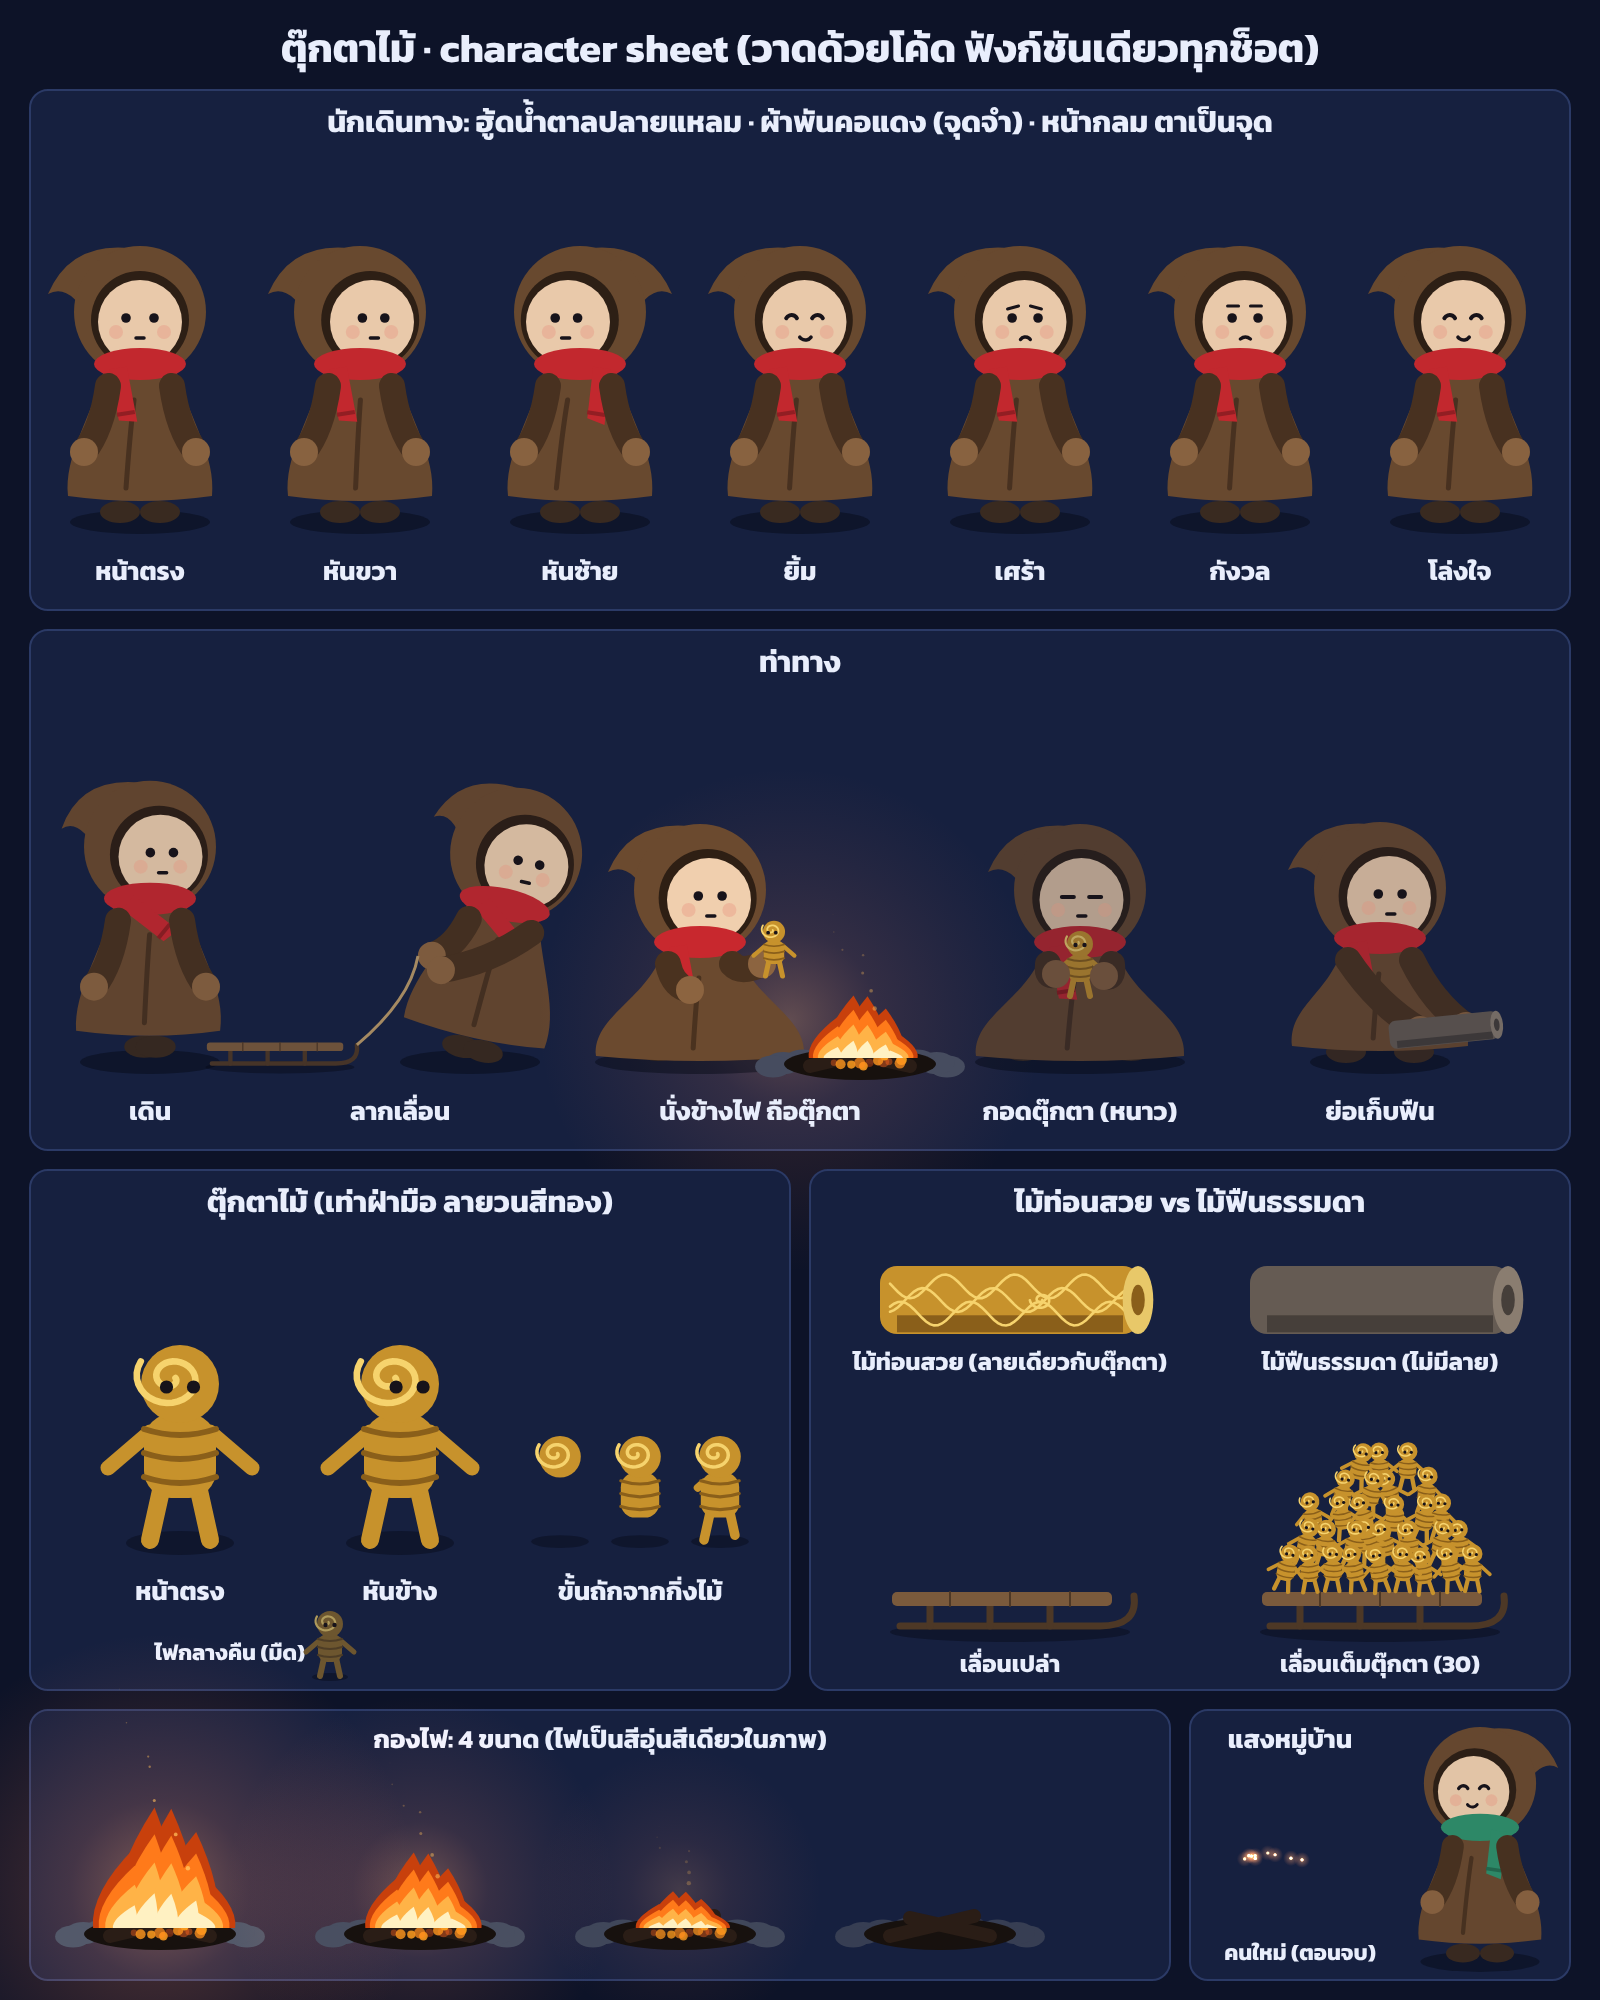 ตุ๊กตาไม้ · character sheet (วาดด้วยโค้ด ฟังก์ชันเดียวทุกช็อต)
นักเดินทาง: ฮู้ดน้ำตาลปลายแหลม · ผ้าพันคอแดง (จุดจำ) · หน้ากลม ตาเป็นจุด
หน้าตรง
หันขวา
หันซ้าย
ยิ้ม
เศร้า
กังวล
โล่งใจ
ท่าทาง
เดิน
ลากเลื่อน
นั่งข้างไฟ ถือตุ๊กตา
กอดตุ๊กตา (หนาว)
ย่อเก็บฟืน
ตุ๊กตาไม้ (เท่าฝ่ามือ ลายวนสีทอง)
หน้าตรง
หันข้าง
ขั้นถักจากกิ่งไม้
ไฟกลางคืน (มืด)
ไม้ท่อนสวย vs ไม้ฟืนธรรมดา
ไม้ท่อนสวย (ลายเดียวกับตุ๊กตา)
ไม้ฟืนธรรมดา (ไม่มีลาย)
เลื่อนเปล่า
เลื่อนเต็มตุ๊กตา (30)
กองไฟ: 4 ขนาด (ไฟเป็นสีอุ่นสีเดียวในภาพ)
แสงหมู่บ้าน
คนใหม่ (ตอนจบ)